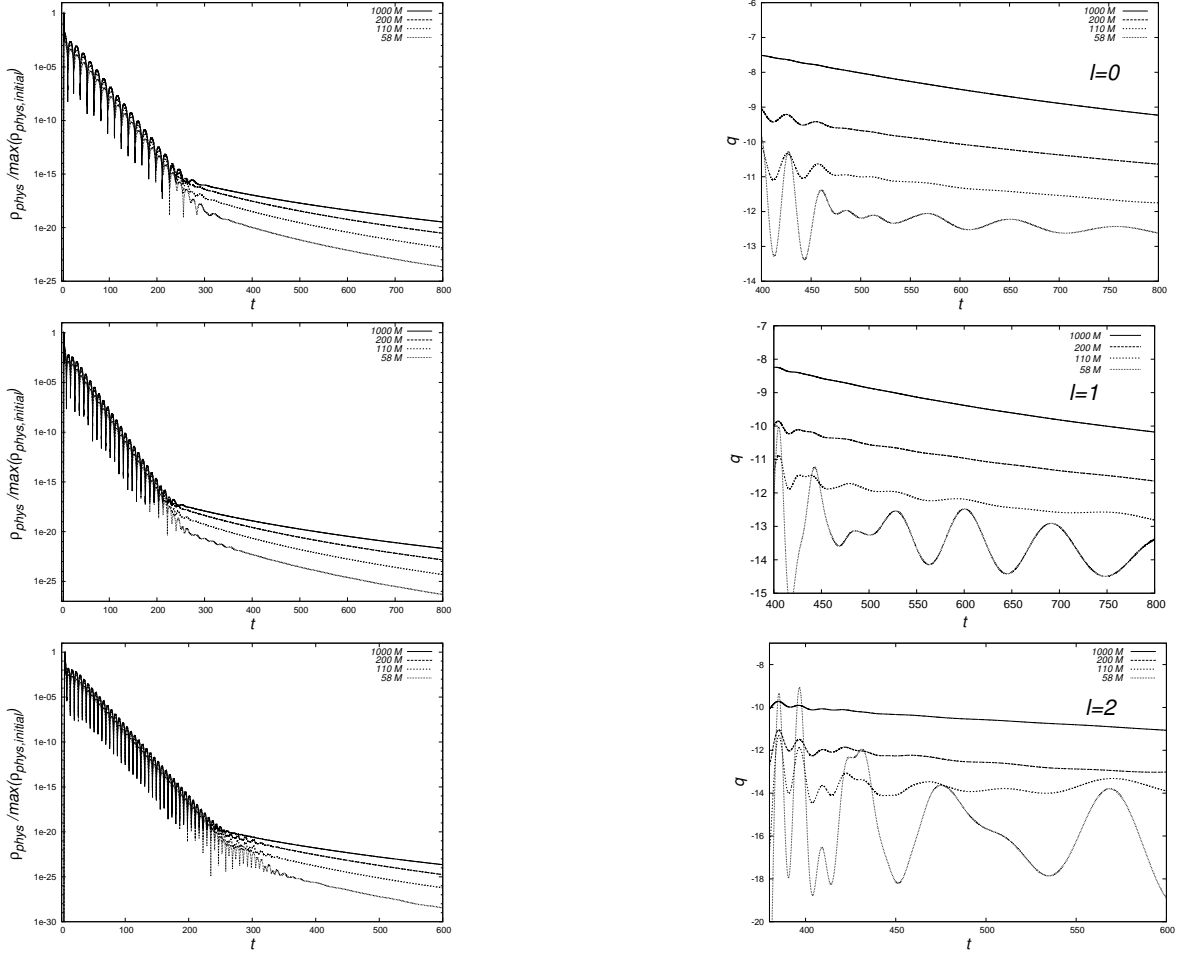 ρphys /max(ρphys,initial)
1
1e-05
1e-10
1e-15
1e-20
1e-25
0 100 200 300 400 500 600 700 800
t
1000 M
200 M
110 M
58 M
q
-6
-7
-8
-9
-10
-11
-12
-13
-14
400 450 500 550 600 650 700 750 800
t
1000 M
200 M
110 M
58 M
l=0
ρphys /max(ρphys,initial)
1
1e-05
1e-10
1e-15
1e-20
1e-25
0 100 200 300 400 500 600 700 800
t
1000 M
200 M
110 M
58 M
q
-7
-8
-9
-10
-11
-12
-13
-14
-15
400 450 500 550 600 650 700 750 800
t
1000 M
200 M
110 M
58 M
l=1
ρphys /max(ρphys,initial)
1
1e-05
1e-10
1e-15
1e-20
1e-25
1e-30
0 100 200 300 400 500 600
t
1000 M
200 M
110 M
58 M
q
-8
-10
-12
-14
-16
-18
-20
400 450 500 550 600
t
1000 M
200 M
110 M
58 M
l=2